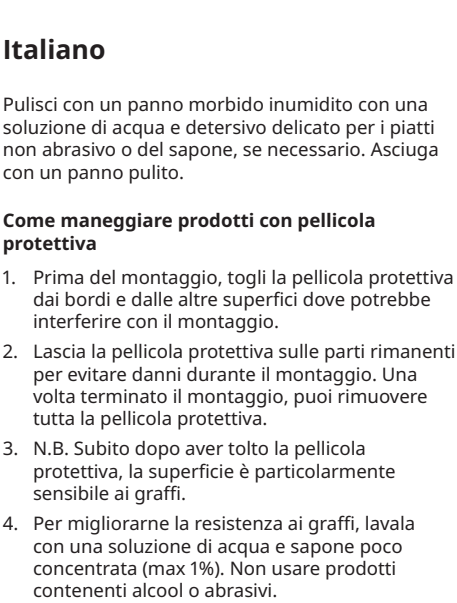 Italiano
Pulisci con un panno morbido inumidito con una
soluzione di acqua e detersivo delicato per i piatti
non abrasivo o del sapone, se necessario. Asciuga
con un panno pulito.
Come maneggiare prodotti con pellicola
protettiva
1. Prima del montaggio, togli la pellicola protettiva
dai bordi e dalle altre superfici dove potrebbe
interferire con il montaggio.
2. Lascia la pellicola protettiva sulle parti rimanenti
per evitare danni durante il montaggio. Una
volta terminato il montaggio, puoi rimuovere
tutta la pellicola protettiva.
3. N.B. Subito dopo aver tolto la pellicola
protettiva, la superficie è particolarmente
sensibile ai graffi.
4. Per migliorarne la resistenza ai graffi, lavala
con una soluzione di acqua e sapone poco
concentrata (max 1%). Non usare prodotti
contenenti alcool o abrasivi.